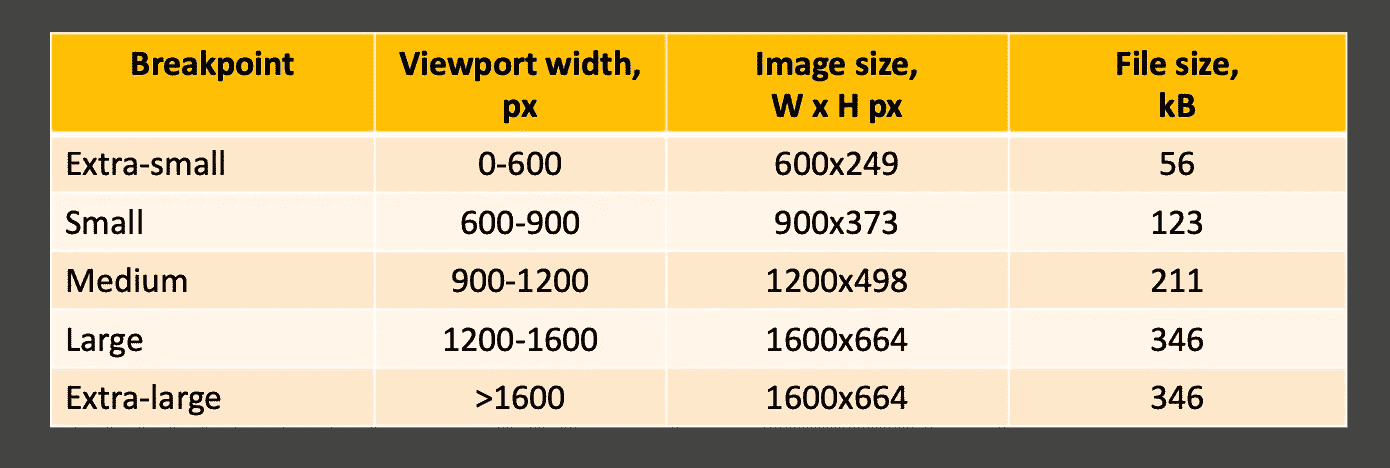 Breakpoint Viewport width, px Image size, W x H px File size, kB
Extra-small 0-600 600x249 56
Small 600-900 900x373 123
Medium 900-1200 1200x498 211
Large 1200-1600 1600x664 346
Extra-large >1600 1600x664 346